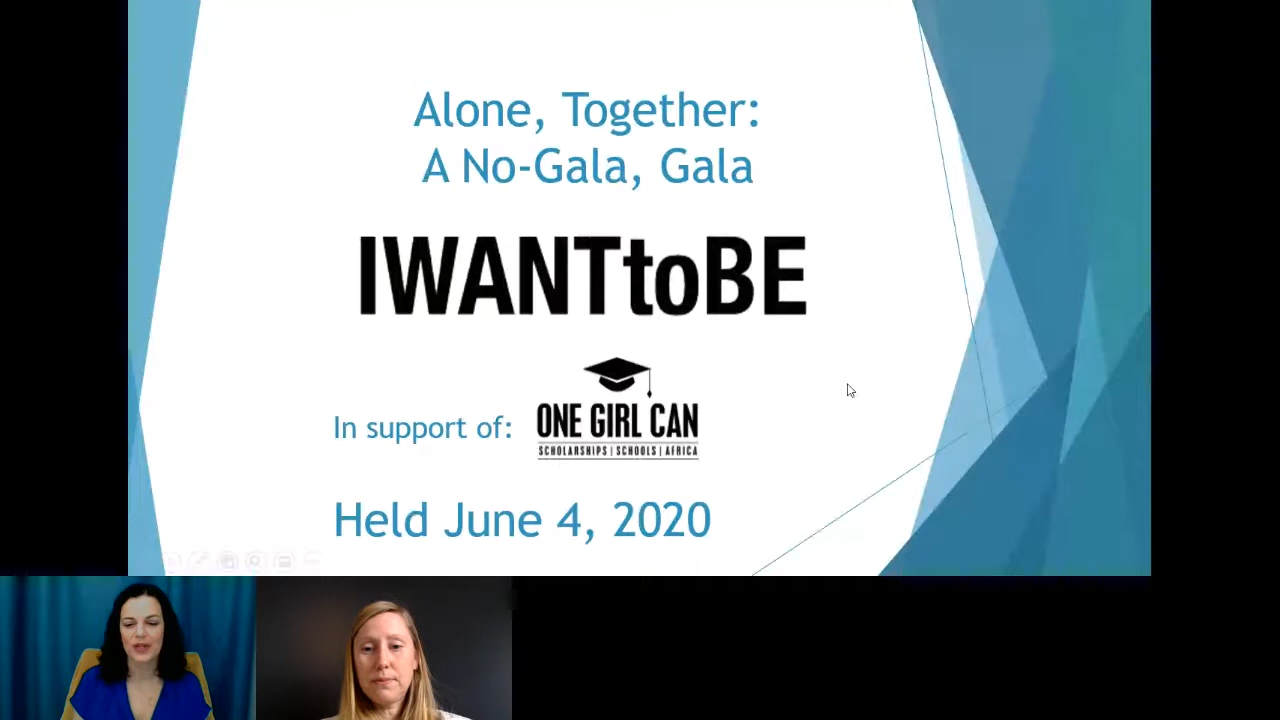 Alone, Together:
A No-Gala, Gala
IWANTtoBE
In support of:
ONE GIRL CAN
SCHOLARSHIPS | SCHOOLS | AFRICA
Held June 4, 2020